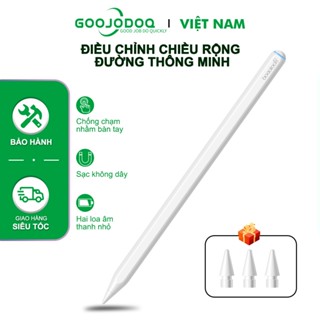 GOOJODOQ
GOOD JOB SO QUICKLY
VIỆT NAM
ĐIỀU CHỈNH CHIỀU RỘNG
ĐƯỜNG THÔNG MINH
BẢO HÀNH
GIAO HÀNG
SIÊU TỐC
Chống chạm
nhầm bàn tay
Sạc không dây
Hai loa âm
thanh nhỏ